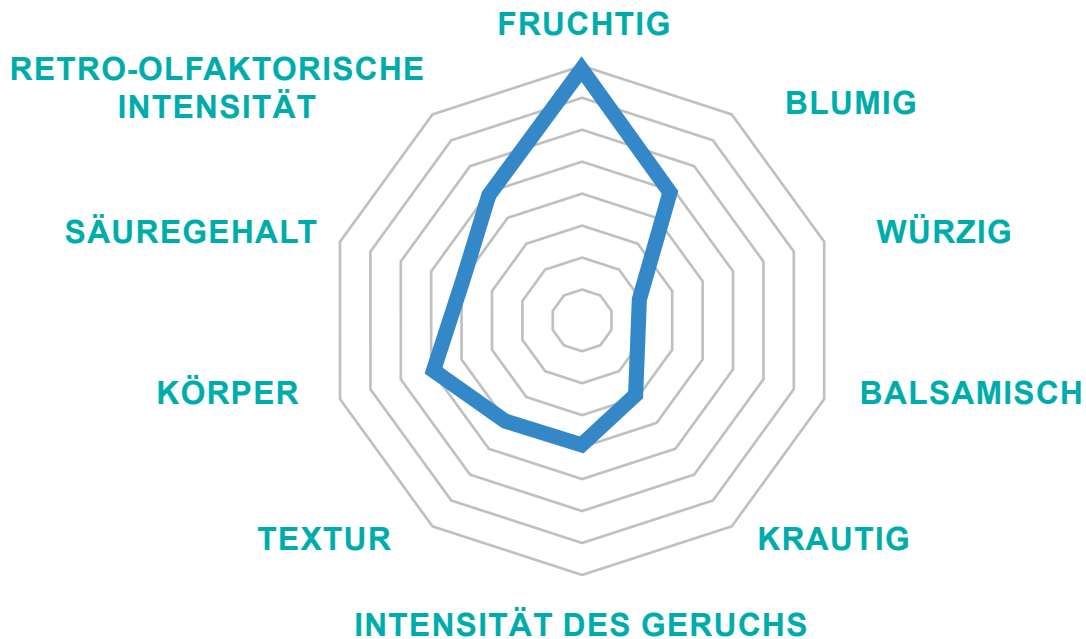 FRUCHTIG
RETRO-OLFAKTORISCHE
INTENSITÄT
BLUMIG
SÄUREGEHALT
WÜRZIG
KÖRPER
BALSAMISCH
TEXTUR
KRAUTIG
INTENSITÄT DES GERUCHS